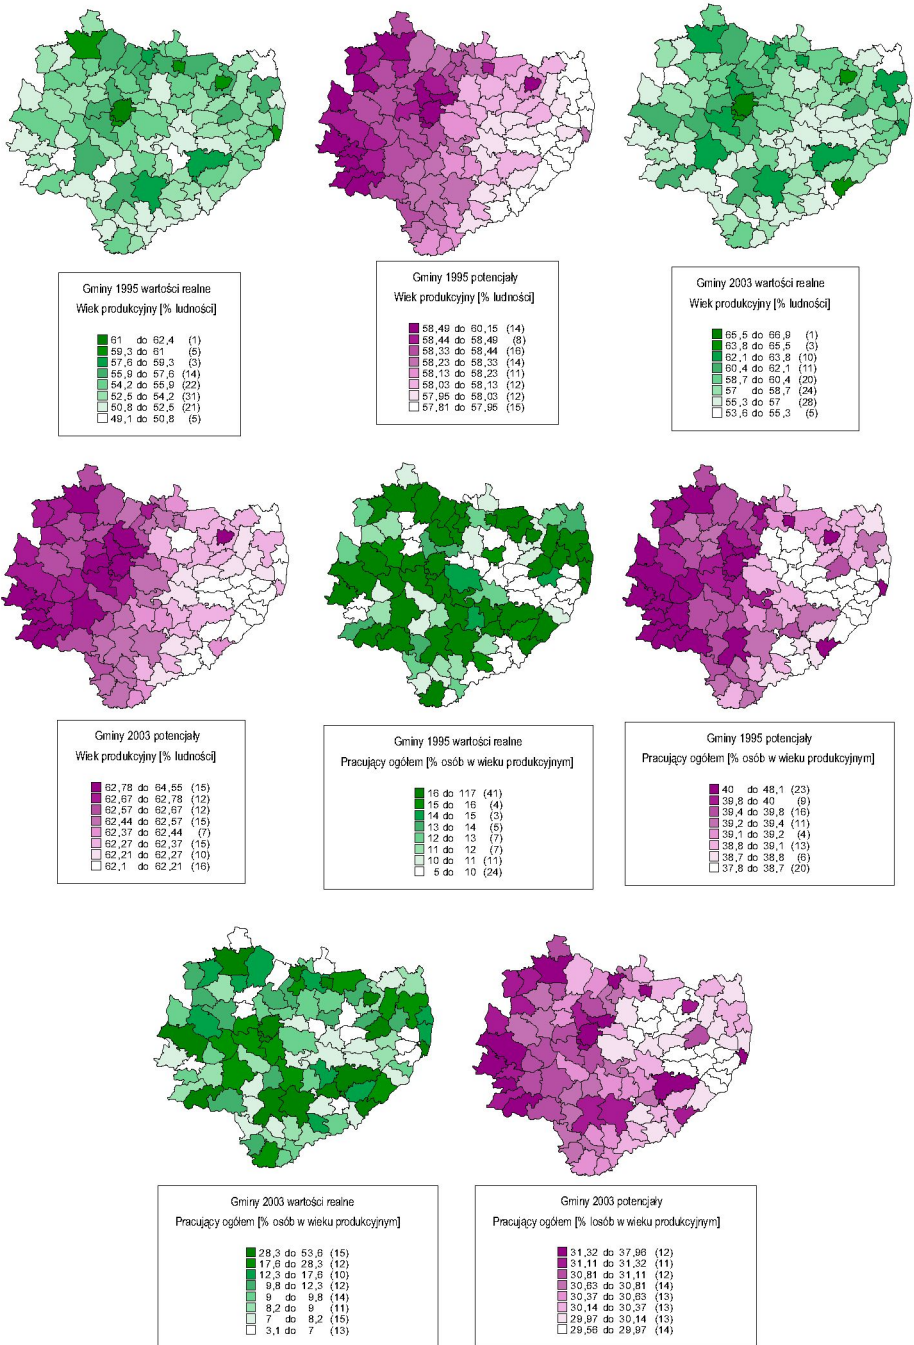 Gminy 1995 wartości realne
Wiek produkcyjny [% ludności]
61 do 62,4 (1)
59,3 do 61 (5)
57,6 do 59,3 (3)
55,9 do 57,6 (14)
54,2 do 55,9 (22)
52,5 do 54,2 (31)
50,8 do 52,5 (21)
49,1 do 50,8 (5)
Gminy 1995 potencjały
Wiek produkcyjny [% ludności]
58,49 do 60,15 (14)
58,44 do 58,49 (8)
58,33 do 58,44 (16)
58,23 do 58,33 (14)
58,13 do 58,23 (11)
58,03 do 58,13 (12)
57,95 do 58,03 (12)
57,81 do 57,95 (15)
Gminy 2003 wartości realne
Wiek produkcyjny [% ludności]
65,5 do 66,9 (1)
63,8 do 65,5 (3)
62,1 do 63,8 (10)
60,4 do 62,1 (11)
58,7 do 60,4 (20)
57 do 58,7 (24)
55,3 do 57 (28)
53,6 do 55,3 (5)
Gminy 2003 potencjały
Wiek produkcyjny [% ludności]
62,78 do 64,55 (15)
62,67 do 62,78 (12)
62,57 do 62,67 (12)
62,44 do 62,57 (15)
62,37 do 62,44 (7)
62,27 do 62,37 (15)
62,21 do 62,27 (10)
62,1 do 62,21 (16)
Gminy 1995 wartości realne
Pracujący ogółem [% osób w wieku produkcyjnym]
16 do 117 (41)
15 do 16 (4)
14 do 15 (3)
13 do 14 (5)
12 do 13 (7)
11 do 12 (7)
10 do 11 (11)
5 do 10 (24)
Gminy 1995 potencjały
Pracujący ogółem [% osób w wieku produkcyjnym]
40 do 48,1 (23)
39,8 do 40 (9)
39,4 do 39,8 (16)
39,2 do 39,4 (11)
39,1 do 39,2 (4)
38,8 do 39,1 (13)
38,7 do 38,8 (6)
37,8 do 38,7 (20)
Gminy 2003 wartości realne
Pracujący ogółem [% osób w wieku produkcyjnym]
28,3 do 53,6 (15)
17,6 do 28,3 (12)
12,3 do 17,6 (10)
9,8 do 12,3 (12)
9 do 9,8 (14)
8,2 do 9 (11)
7 do 8,2 (15)
3,1 do 7 (13)
Gminy 2003 potencjały
Pracujący ogółem [% losób w wieku produkcyjnym]
31,32 do 37,96 (12)
31,11 do 31,32 (11)
30,81 do 31,11 (12)
30,63 do 30,81 (14)
30,37 do 30,63 (13)
30,14 do 30,37 (13)
29,97 do 30,14 (13)
29,56 do 29,97 (14)